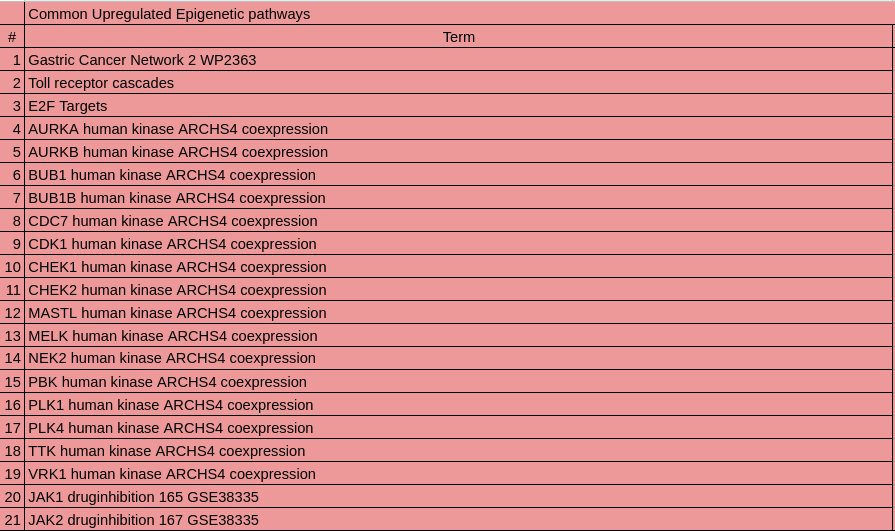 Common Upregulated Epigenetic pathways
# Term
1 Gastric Cancer Network 2 WP2363
2 Toll receptor cascades
3 E2F Targets
4 AURKA human kinase ARCHS4 coexpression
5 AURKB human kinase ARCHS4 coexpression
6 BUB1 human kinase ARCHS4 coexpression
7 BUB1B human kinase ARCHS4 coexpression
8 CDC7 human kinase ARCHS4 coexpression
9 CDK1 human kinase ARCHS4 coexpression
10 CHEK1 human kinase ARCHS4 coexpression
11 CHEK2 human kinase ARCHS4 coexpression
12 MASTL human kinase ARCHS4 coexpression
13 MELK human kinase ARCHS4 coexpression
14 NEK2 human kinase ARCHS4 coexpression
15 PBK human kinase ARCHS4 coexpression
16 PLK1 human kinase ARCHS4 coexpression
17 PLK4 human kinase ARCHS4 coexpression
18 TTK human kinase ARCHS4 coexpression
19 VRK1 human kinase ARCHS4 coexpression
20 JAK1 druginhibition 165 GSE38335
21 JAK2 druginhibition 167 GSE38335